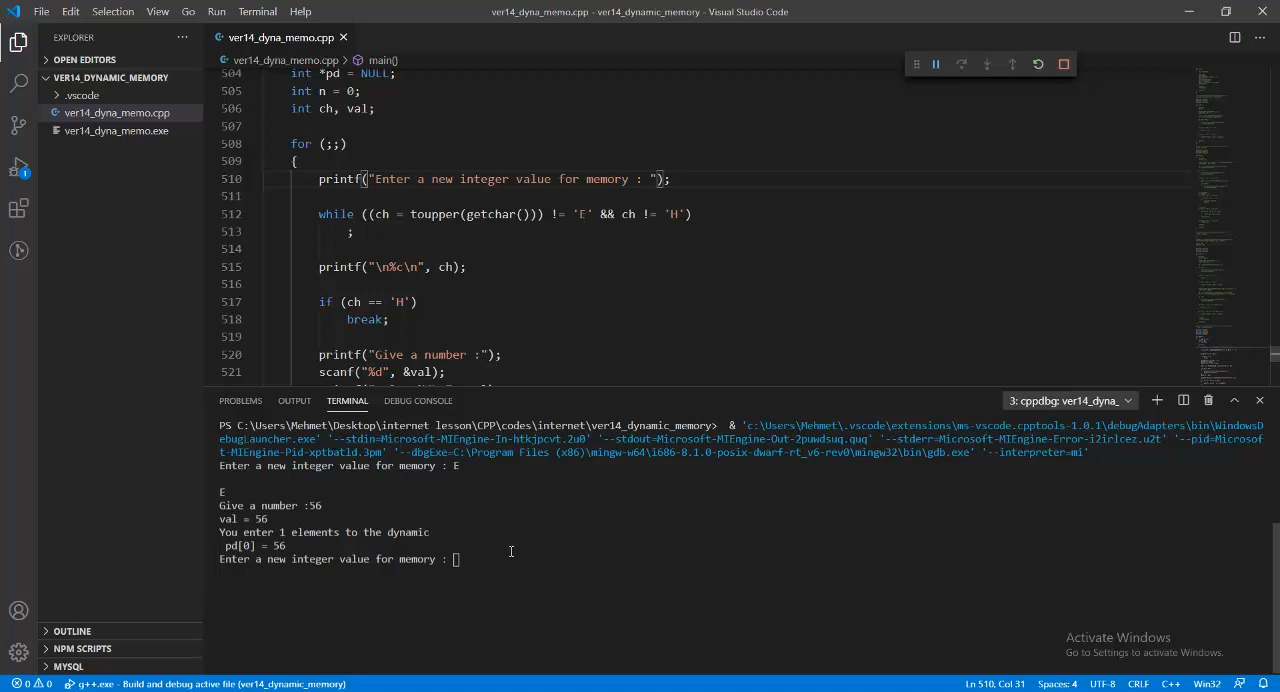 File Edit Selection View Go Run Terminal Help
ver14_dyna_memo.cpp - ver14_dynamic_memory - Visual Studio Code
EXPLORER
OPEN EDITORS
VER14_DYNAMIC_MEMORY
.vscode
ver14_dyna_memo.cpp
ver14_dyna_memo.exe
1
OUTLINE
NPM SCRIPTS
MYSQL
ver14_dyna_memo.cpp
ver14_dyna_memo.cpp > main()
504 int *pd = NULL;
505 int n = 0;
506 int ch, val;
507
508 for (;;)
509 {
510 printf("Enter a new integer value for memory : ");
511
512 while ((ch = toupper(getchar())) != 'E' && ch != 'H')
513 ;
514
515 printf("\n%c\n", ch);
516
517 if (ch == 'H')
518 break;
519
520 printf("Give a number :");
521 scanf("%d", &val);
PROBLEMS OUTPUT TERMINAL DEBUG CONSOLE
3: cppdbg: ver14_dyna_
PS C:\Users\Mehmet\Desktop\internet lesson\CPP\codes\internet\ver14_dynamic_memory> & 'c:\Users\Mehmet\.vscode\extensions\ms-vscode.cpptools-1.0.1\debugAdapters\bin\WindowsD
ebugLauncher.exe' '--stdin=Microsoft-MIEngine-In-htkjpcvt.2u0' '--stdout=Microsoft-MIEngine-Out-2puwdsuq.quq' '--stderr=Microsoft-MIEngine-Error-i2irlcez.u2t' '--pid=Microsof
t-MIEngine-Pid-xptbatld.3pm' '--dbgExe=C:\Program Files (x86)\mingw-w64\i686-8.1.0-posix-dwarf-rt_v6-rev0\mingw32\bin\gdb.exe' '--interpreter=mi'
Enter a new integer value for memory : E
E
Give a number :56
val = 56
You enter 1 elements to the dynamic
pd[0] = 56
Enter a new integer value for memory :
Activate Windows
Go to Settings to activate Windows.
0 0 g++.exe - Build and debug active file (ver14_dynamic_memory)
Ln 510, Col 31 Spaces: 4 UTF-8 CRLF C++ Win32